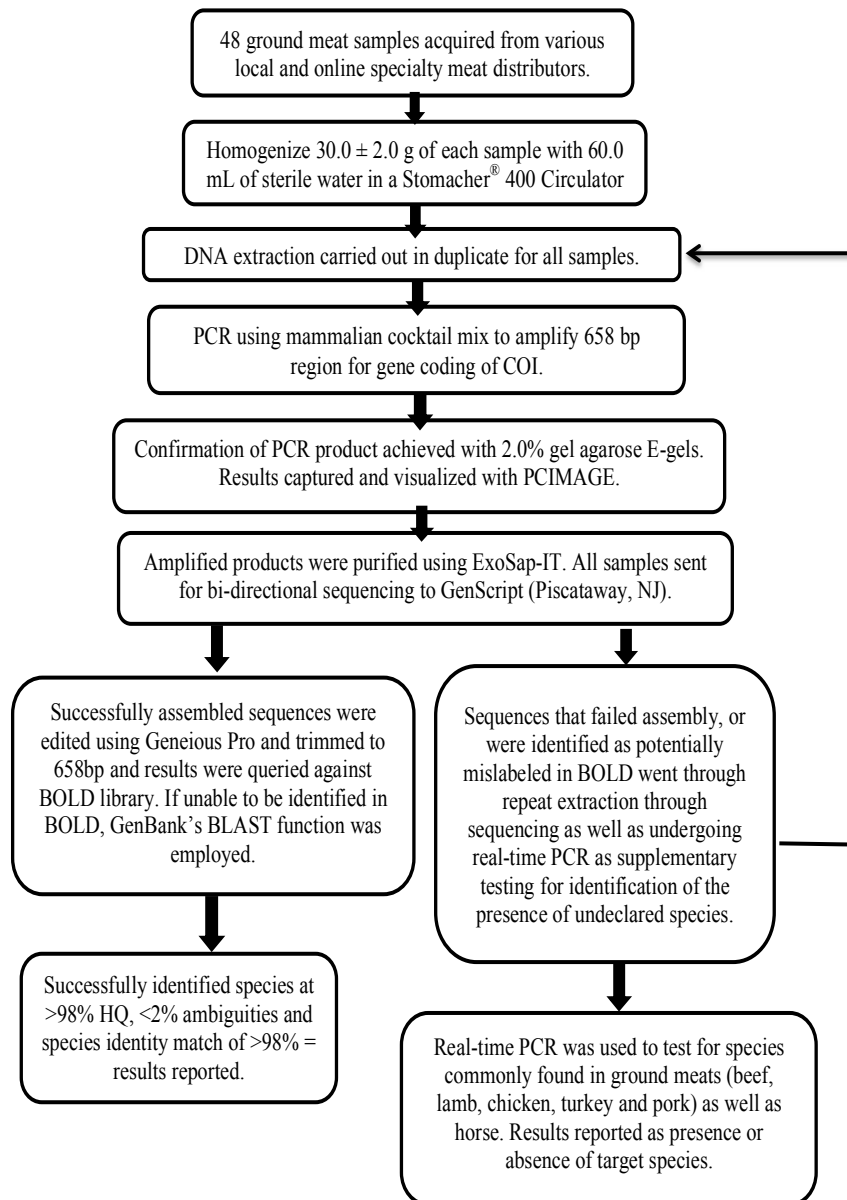 48 ground meat samples acquired from various
local and online specialty meat distributors.
Homogenize 30.0 ± 2.0 g of each sample with 60.0
mL of sterile water in a Stomacher® 400 Circulator
DNA extraction carried out in duplicate for all samples.
PCR using mammalian cocktail mix to amplify 658 bp
region for gene coding of COI.
Confirmation of PCR product achieved with 2.0% gel agarose E-gels.
Results captured and visualized with PCIMAGE.
Amplified products were purified using ExoSap-IT. All samples sent
for bi-directional sequencing to GenScript (Piscataway, NJ).
Successfully assembled sequences were
edited using Geneious Pro and trimmed to
658bp and results were queried against
BOLD library. If unable to be identified in
BOLD, GenBank's BLAST function was
employed.
Sequences that failed assembly, or
were identified as potentially
mislabeled in BOLD went through
repeat extraction through
sequencing as well as undergoing
real-time PCR as supplementary
testing for identification of the
presence of undeclared species.
Successfully identified species at
>98% HQ, <2% ambiguities and
species identity match of >98% =
results reported.
Real-time PCR was used to test for species
commonly found in ground meats (beef,
lamb, chicken, turkey and pork) as well as
horse. Results reported as presence or
absence of target species.